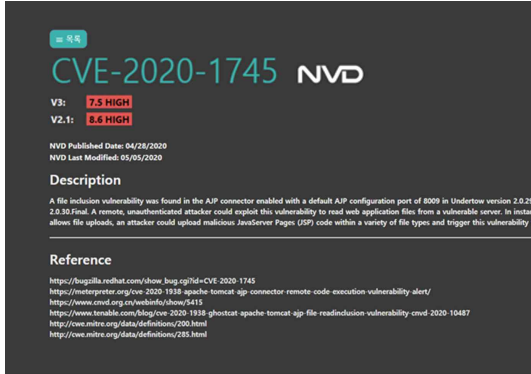 ≡ 목록
CVE-2020-1745 NVD
V3: 7.5 HIGH
V2.1: 8.6 HIGH
NVD Published Date: 04/28/2020
NVD Last Modified: 05/05/2020
Description
A file inclusion vulnerability was found in the AJP connector enabled with a default AJP configuration port of 8009 in Undertow version 2.0.29
2.0.30.Final. A remote, unauthenticated attacker could exploit this vulnerability to read web application files from a vulnerable server. In instan
allows file uploads, an attacker could upload malicious JavaServer Pages (JSP) code within a variety of file types and trigger this vulnerability
Reference
https://bugzilla.redhat.com/show_bug.cgi?id=CVE-2020-1745
https://meterpreter.org/cve-2020-1938-apache-tomcat-ajp-connector-remote-code-execution-vulnerability-alert/
https://www.cnvd.org.cn/webinfo/show/5415
https://www.tenable.com/blog/cve-2020-1938-ghostcat-apache-tomcat-ajp-file-readinclusion-vulnerability-cnvd-2020-10487
http://cwe.mitre.org/data/definitions/200.html
http://cwe.mitre.org/data/definitions/285.html